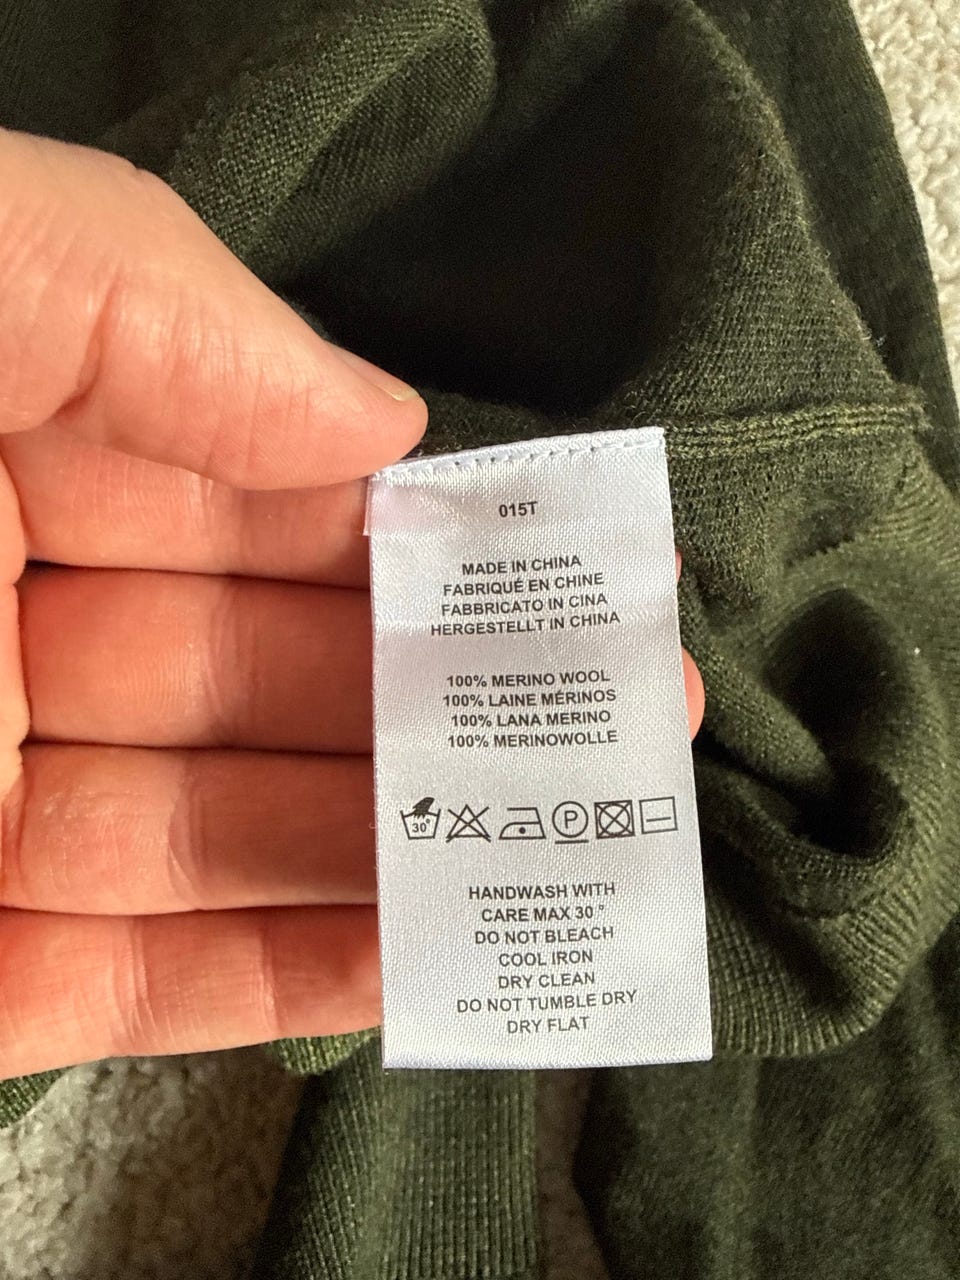 015T
MADE IN CHINA
FABRIQUÉ EN CHINE
FABBRICATO IN CINA
HERGESTELLT IN CHINA
100% MERINO WOOL
100% LAINE MÉRINOS
100% LANA MERINO
100% MERINOWOLLE
30° P
HANDWASH WITH
CARE MAX 30 °
DO NOT BLEACH
COOL IRON
DRY CLEAN
DO NOT TUMBLE DRY
DRY FLAT